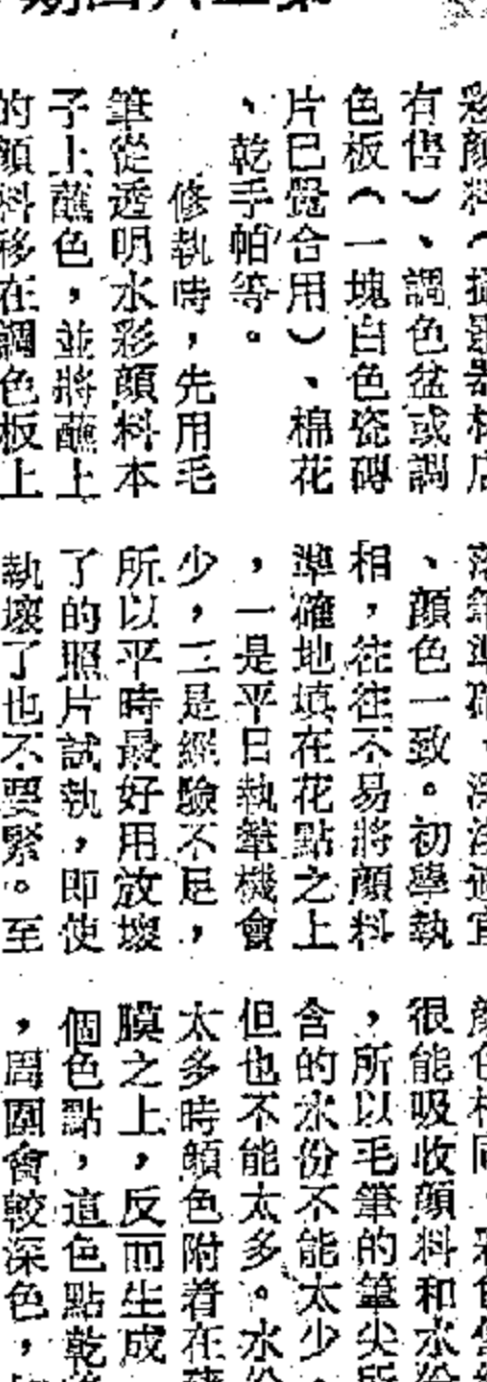 彩顏料（攝影器材店
有售）、調色盆或調
色板（一塊白色瓷磚
片已覺合用）、棉花
、乾手帕等。
修執時，先用毛
筆從透明水彩顏料本
子上蘸色，並將蘸上
的顏料移在調色板上
、顏色一致。初學執
相，往往不易將顏料
準確地填在花點之上
，一是平日執筆機會
少，二是經驗不足，
所以平時最好用放壞
了的照片試執，即使
執壞了也不要緊。至
很能吸收顏料和水份
，所以毛筆的筆尖所
含的水份不能太少，
但也不能太多。水份
太多時顏色附着在
膜之上，反而生成
個色點，這色點乾
，周圍會較深色，